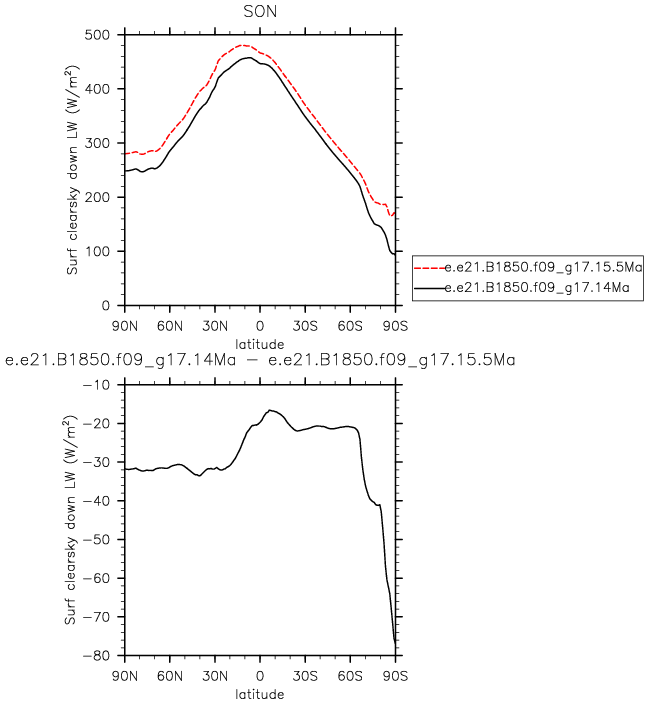 SON
Surf clearsky down LW (W/m²)
500
400
300
200
100
0
90N 60N 30N 0 30S 60S 90S
latitude
e.e21.B1850.f09_g17.15.5Ma
e.e21.B1850.f09_g17.14Ma
e.e21.B1850.f09_g17.14Ma − e.e21.B1850.f09_g17.15.5Ma
Surf clearsky down LW (W/m²)
−10
−20
−30
−40
−50
−60
−70
−80
90N 60N 30N 0 30S 60S 90S
latitude